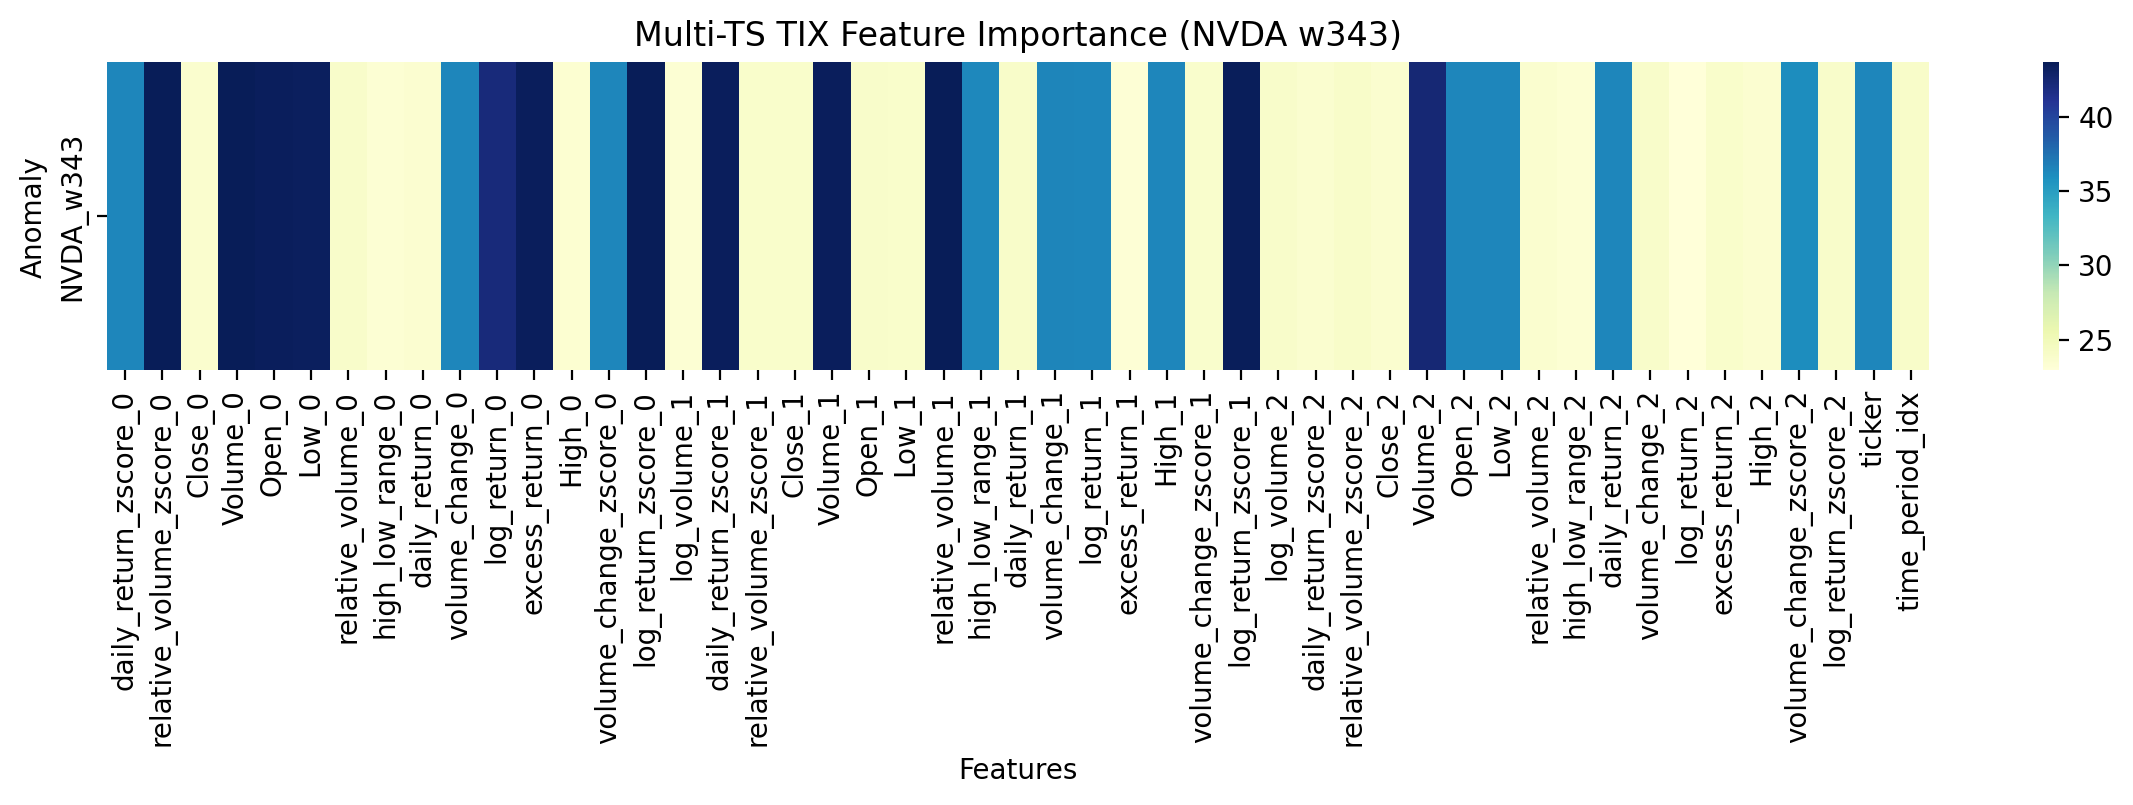 Multi-TS TIX Feature Importance (NVDA w343)
Anomaly
NVDA_w343
40
35
30
25
daily_return_zscore_0
relative_volume_zscore_0
Close_0
Volume_0
Open_0
Low_0
relative_volume_0
high_low_range_0
daily_return_0
volume_change_0
log_return_0
excess_return_0
High_0
volume_change_zscore_0
log_return_zscore_0
log_volume_1
daily_return_zscore_1
relative_volume_zscore_1
Close_1
Volume_1
Open_1
Low_1
relative_volume_1
high_low_range_1
daily_return_1
volume_change_1
log_return_1
excess_return_1
High_1
volume_change_zscore_1
log_return_zscore_1
log_volume_2
daily_return_zscore_2
relative_volume_zscore_2
Close_2
Volume_2
Open_2
Low_2
relative_volume_2
high_low_range_2
daily_return_2
volume_change_2
log_return_2
excess_return_2
High_2
volume_change_zscore_2
log_return_zscore_2
ticker
time_period_idx
Features